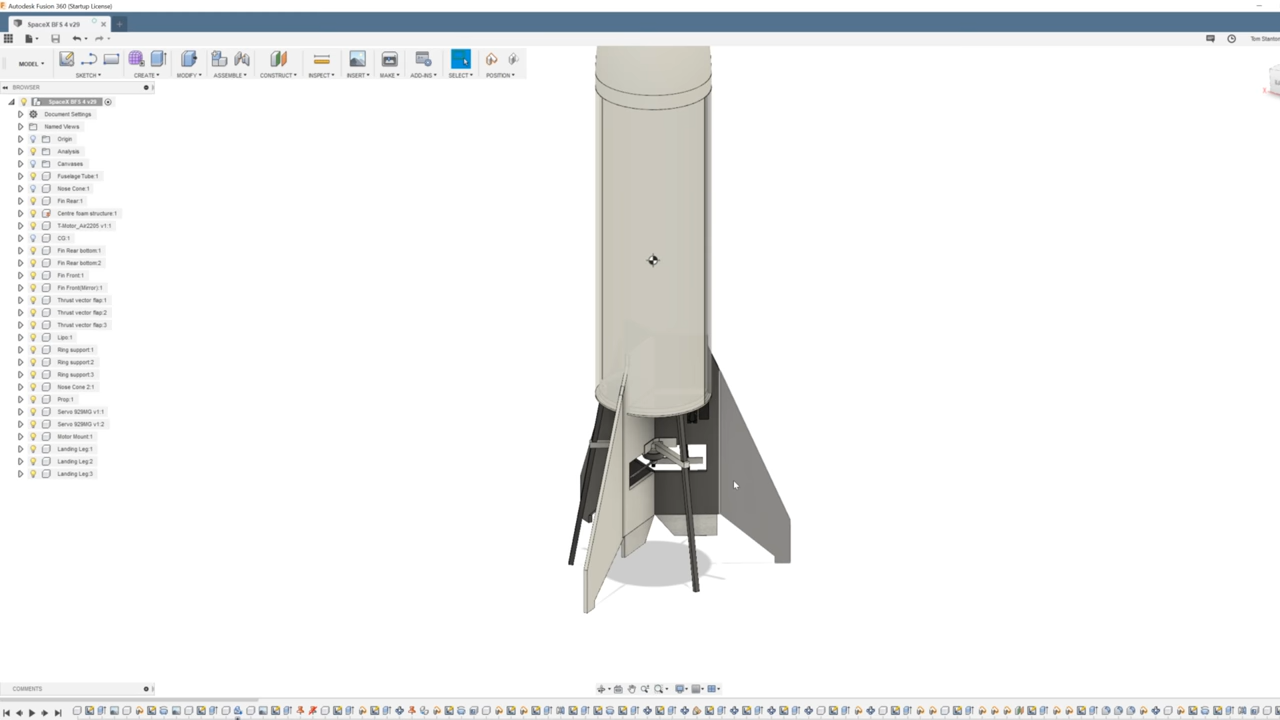 Autodesk Fusion 360 (Startup License)
SpaceX BFS 4 v29
Tom Stanton
MODEL
SKETCH
CREATE
MODIFY
ASSEMBLE
CONSTRUCT
INSPECT
INSERT
MAKE
ADD-INS
SELECT
POSITION
BROWSER
SpaceX BFS 4 v29
Document Settings
Named Views
Origin
Analysis
Canvases
Fuselage Tube:1
Nose Cone:1
Fin Rear:1
Centre foam structure:1
T-Motor_Air2205 v1:1
CG:1
Fin Rear bottom:1
Fin Rear bottom:2
Fin Front:1
Fin Front(Mirror):1
Thrust vector flap:1
Thrust vector flap:2
Thrust vector flap:3
Lipo:1
Ring support:1
Ring support:2
Ring support:3
Nose Cone 2:1
Prop:1
Servo 929MG v1:1
Servo 929MG v1:2
Motor Mount:1
Landing Leg:1
Landing Leg:2
Landing Leg:3
COMMENTS